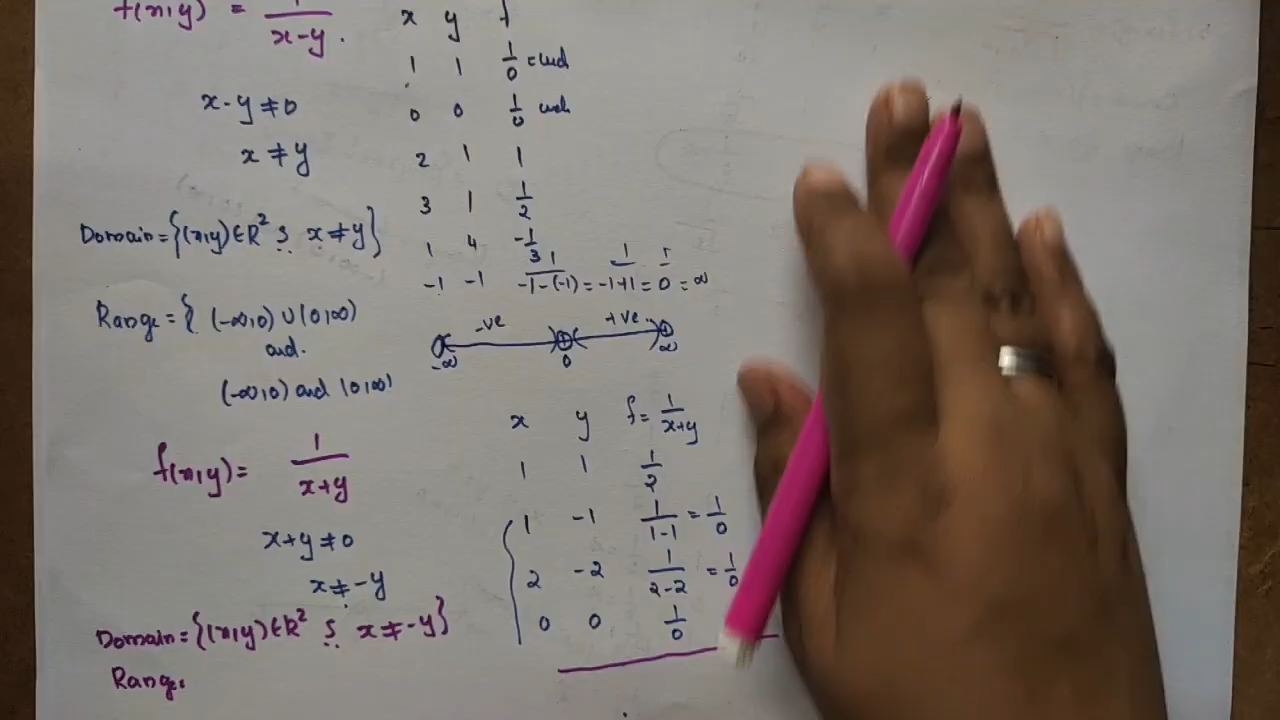 f(x,y) = 1/(x-y).
x-y≠0
x≠y
Domain={(x,y)∈R² ; x≠y}
Range={ (-∞,0) ∪ (0,∞)
and.
(-∞,0) and (0,∞)
x y f
1 1 1/0 = und
0 0 1/0 und
2 1 1
3 1 1/2
1 4 -1/3
-1 -1 1/(-1-(-1)) = 1/(-1+1) = 1/0 = ∞
-ve +ve
-∞ 0 ∞
f(x,y)= 1/(x+y)
x+y≠0
x≠-y
Domain={(x,y)∈R² ; x≠-y}
Range
x y f= 1/(x+y)
1 1 1/2
1 -1 1/(1-1) = 1/0
2 -2 1/(2-2) = 1/0
0 0 1/0